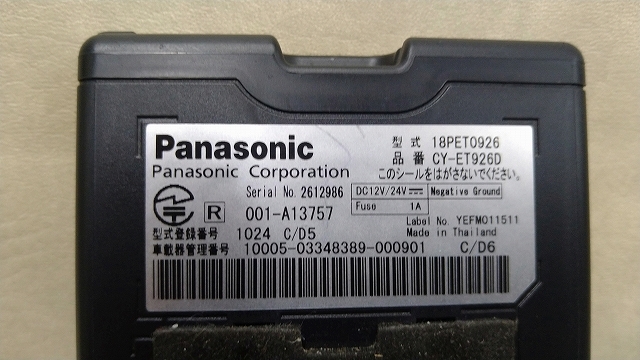 Panasonic
Panasonic Corporation
型式 18PET0926
品番 CY-ET926D
このシールをはがさないでください。
Serial No. 2612986
DC12V/24V Negative Ground
Fuse 1A
R 001-A13757
Label No. YEFM011511
型式登録番号 1024 C/D5
Made in Thailand
車載器管理番号 10005-03348389-000901 C/D6